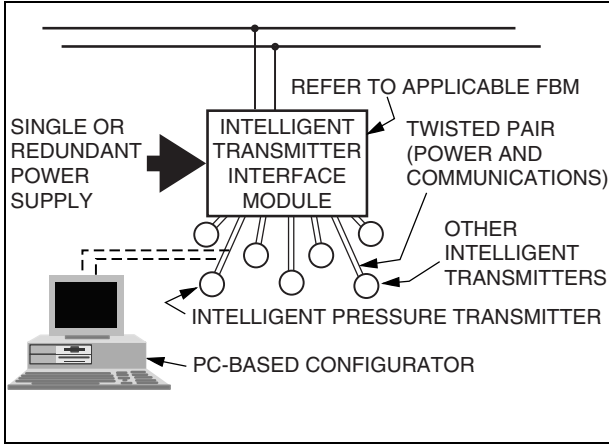 REFER TO APPLICABLE FBM
SINGLE OR
REDUNDANT
POWER
SUPPLY
INTELLIGENT
TRANSMITTER
INTERFACE
MODULE
TWISTED PAIR
(POWER AND
COMMUNICATIONS)
OTHER
INTELLIGENT
TRANSMITTERS
INTELLIGENT PRESSURE TRANSMITTER
PC-BASED CONFIGURATOR